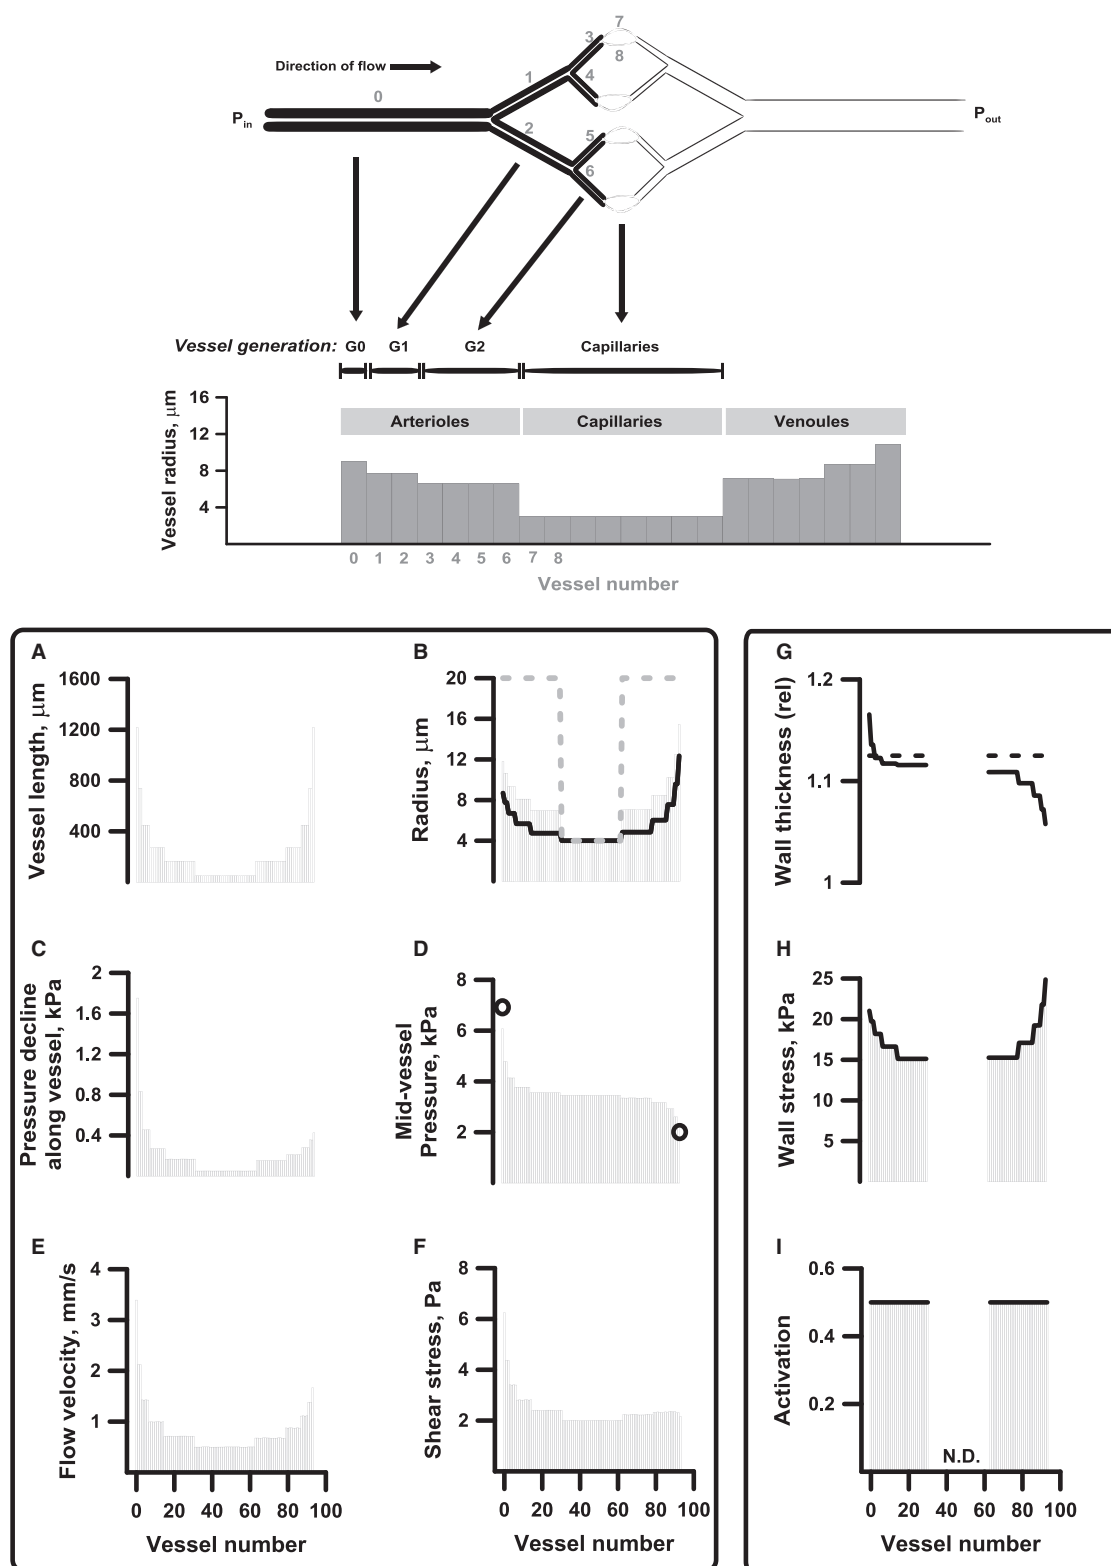 7
3
8
Direction of flow
1
4
0
P_in
P_out
2
5
6
Vessel generation: G0 G1 G2 Capillaries
Vessel radius, μm
16
12
8
4
Arterioles Capillaries Venoules
0 1 2 3 4 5 6 7 8
Vessel number
A
Vessel length, μm
1600
1200
800
400
B
Radius, μm
20
16
12
8
4
G
Wall thickness (rel)
1.2
1.1
1
C
Pressure decline
along vessel, kPa
2
1.6
1.2
0.8
0.4
D
Mid-vessel
Pressure, kPa
8
6
4
2
H
Wall stress, kPa
25
20
15
10
5
E
Flow velocity, mm/s
4
3
2
1
0 20 40 60 80 100
Vessel number
F
Shear stress, Pa
8
6
4
2
0 20 40 60 80 100
Vessel number
I
Activation
0.6
0.4
0.2
N.D.
0 20 40 60 80 100
Vessel number